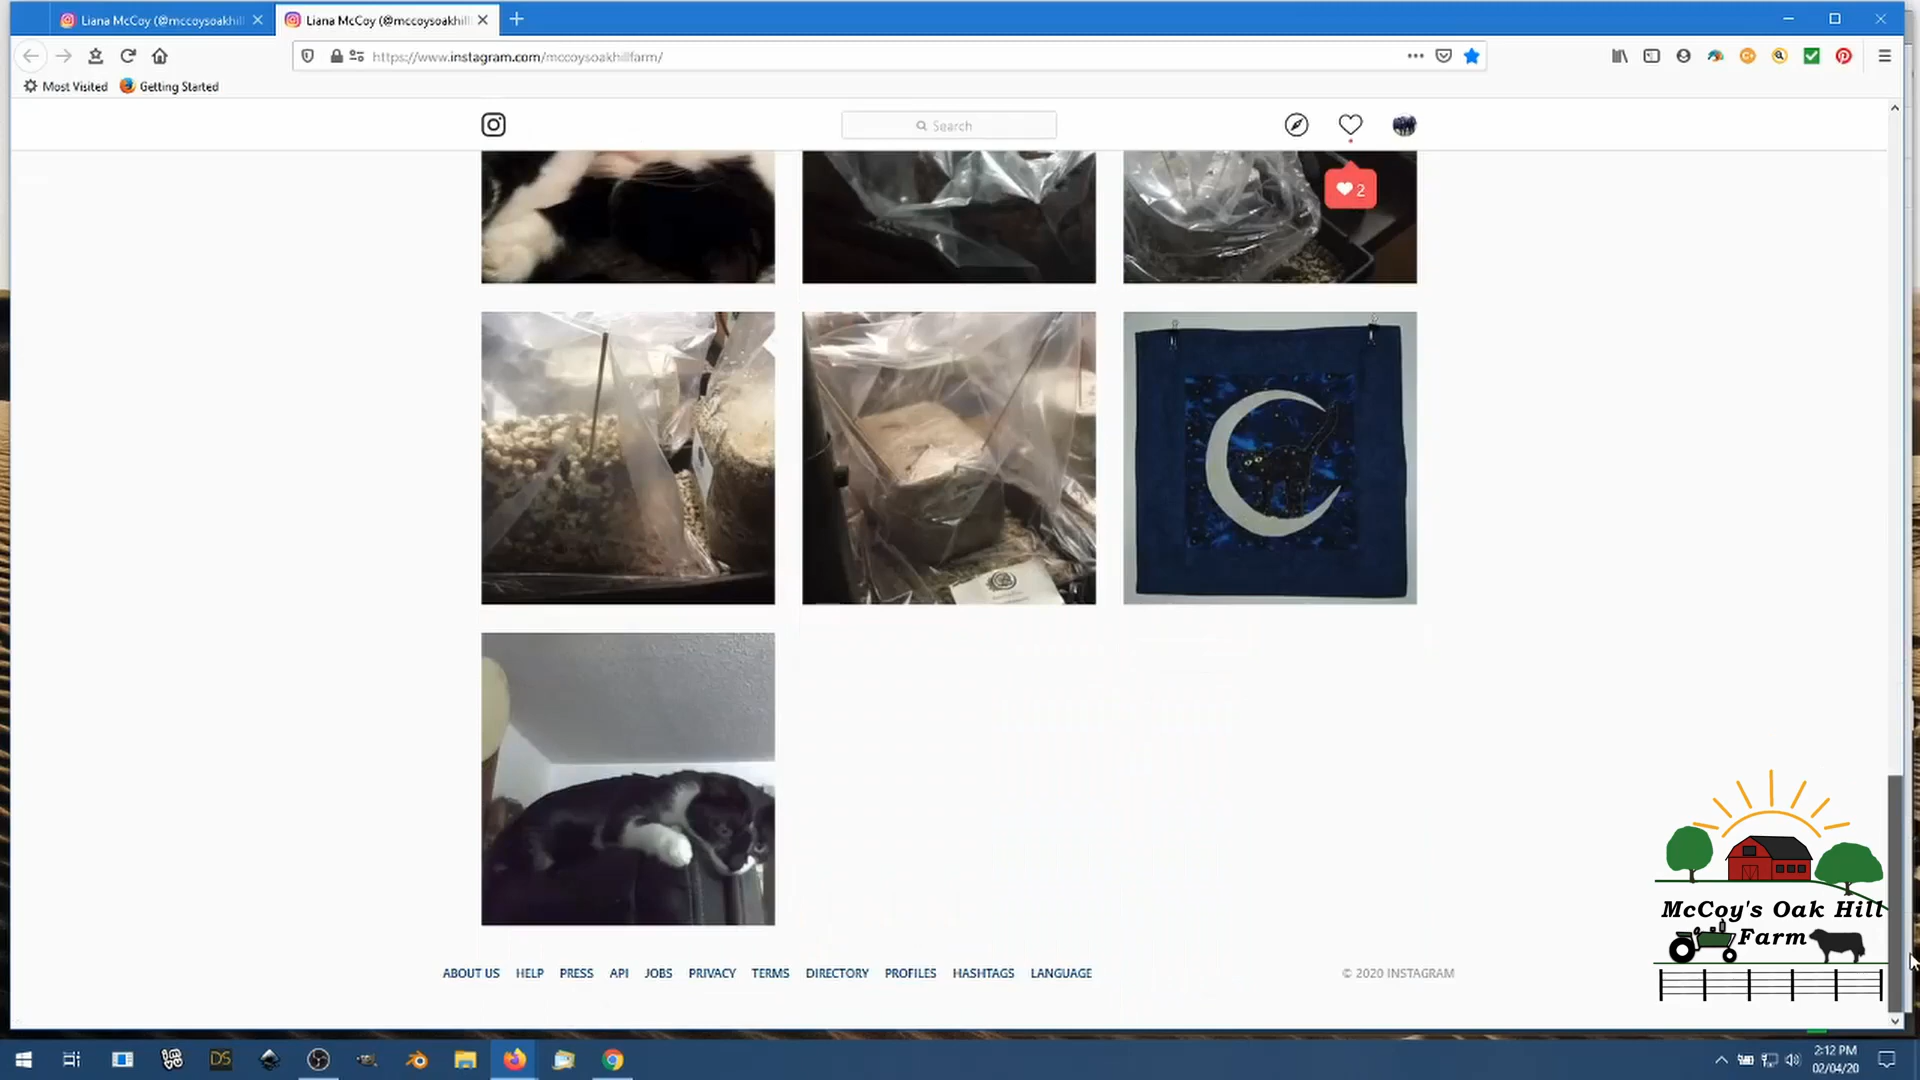 Liana McCoy (@mccoysoakhill
Liana McCoy (@mccoysoakhill
https://www.instagram.com/mccoysoakhillfarm/
Most Visited
Getting Started
Search
2
McCoy's Oak Hill
Farm
ABOUT US HELP PRESS API JOBS PRIVACY TERMS DIRECTORY PROFILES HASHTAGS LANGUAGE
© 2020 INSTAGRAM
DS
2:12 PM
02/04/20